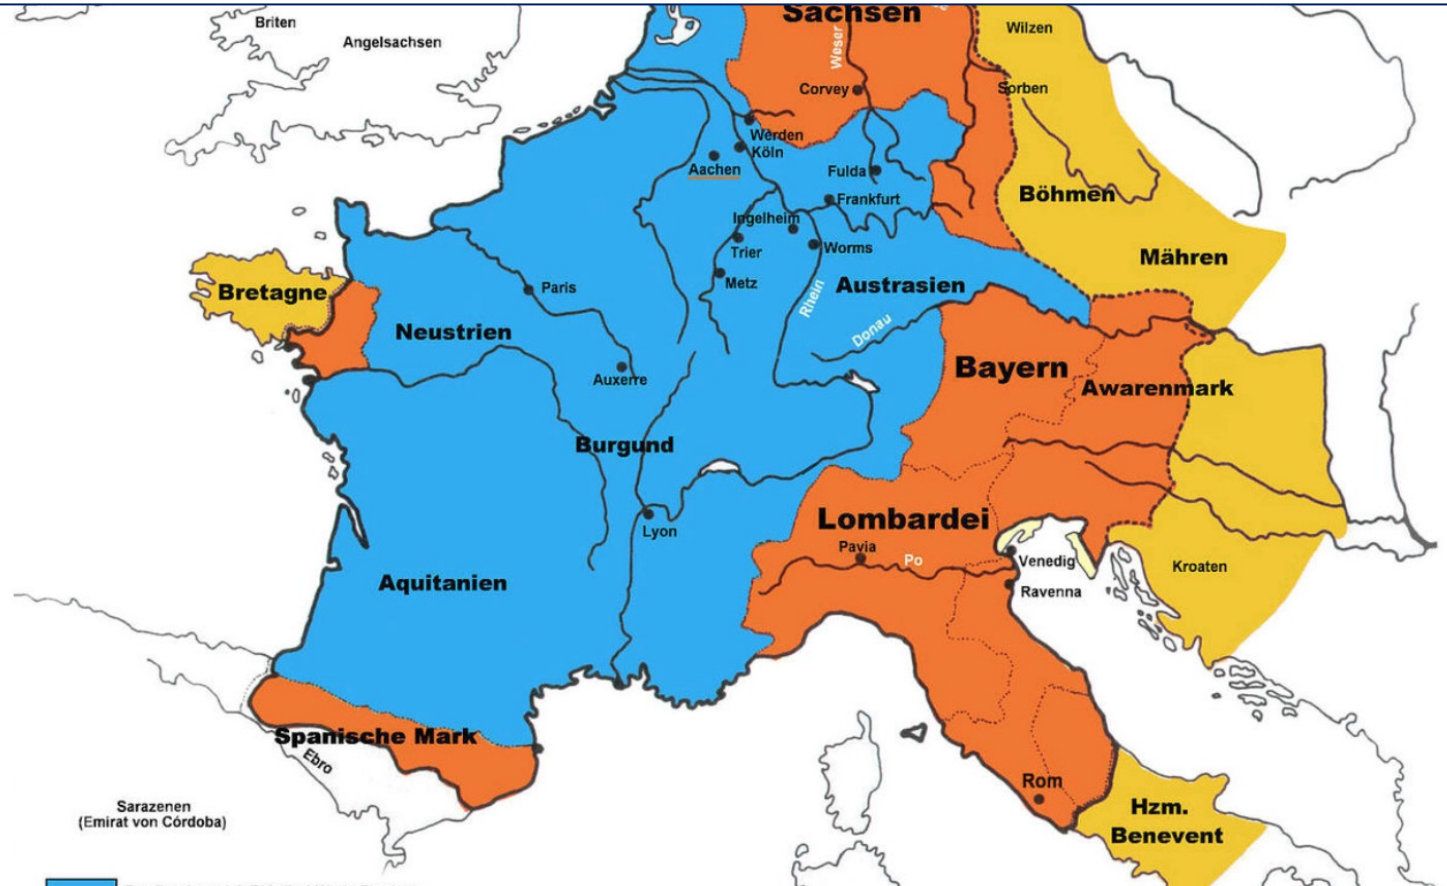 Sachsen
Briten
Angelsachsen
Wilzen
Weser
Corvey
Sorben
Werden
Köln
Aachen
Fulda
Frankfurt
Böhmen
Ingelheim
Trier
Worms
Mähren
Metz
Austrasien
Bretagne
Paris
Rhein
Neustrien
Donau
Bayern
Auxerre
Awarenmark
Burgund
Lombardei
Lyon
Pavia
Po
Venedig
Kroaten
Aquitanien
Ravenna
Spanische Mark
Ebro
Rom
Sarazenen
(Emirat von Córdoba)
Hzm.
Benevent